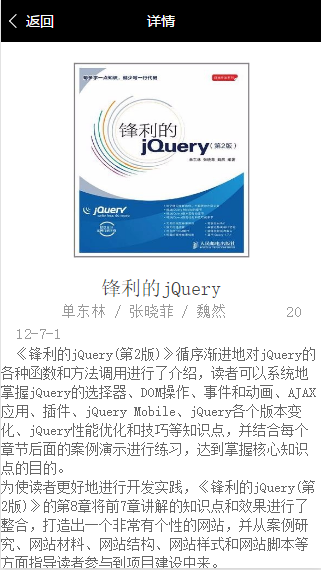 返回
详情
锋利的
jQuery(第2版)
jQuery
人民邮电出版社
锋利的jQuery
单东林 / 张晓菲 / 魏然 20
12-7-1
《锋利的jQuery(第2版)》循序渐进地对jQuery的
各种函数和方法调用进行了介绍，读者可以系统地
掌握jQuery的选择器、DOM操作、事件和动画、AJAX
应用、插件、jQuery Mobile、jQuery各个版本变
化、jQuery性能优化和技巧等知识点，并结合每个
章节后面的案例演示进行练习，达到掌握核心知识
点的目的。
为使读者更好地进行开发实践，《锋利的jQuery(第
2版)》的第8章将前7章讲解的知识点和效果进行了
整合，打造出一个非常有个性的网站，并从案例研
究、网站材料、网站结构、网站样式和网站脚本等
方面指导读者参与到项目建设中来。